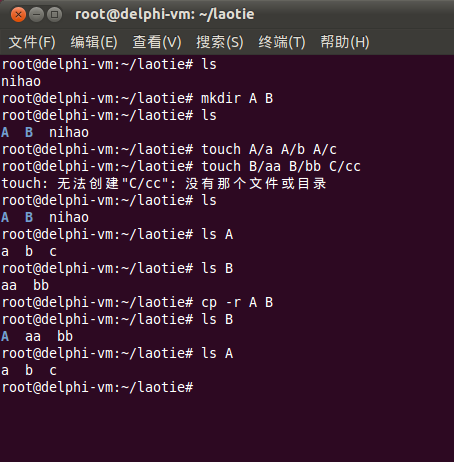 root@delphi-vm: ~/laotie
文件(F) 编辑(E) 查看(V) 搜索(S) 终端(T) 帮助(H)
root@delphi-vm:~/laotie# ls
nihao
root@delphi-vm:~/laotie# mkdir A B
root@delphi-vm:~/laotie# ls
A  B  nihao
root@delphi-vm:~/laotie# touch A/a A/b A/c
root@delphi-vm:~/laotie# touch B/aa B/bb C/cc
touch: 无法创建"C/cc": 没有那个文件或目录
root@delphi-vm:~/laotie# ls
A  B  nihao
root@delphi-vm:~/laotie# ls A
a  b  c
root@delphi-vm:~/laotie# ls B
aa  bb
root@delphi-vm:~/laotie# cp -r A B
root@delphi-vm:~/laotie# ls B
A  aa  bb
root@delphi-vm:~/laotie# ls A
a  b  c
root@delphi-vm:~/laotie#